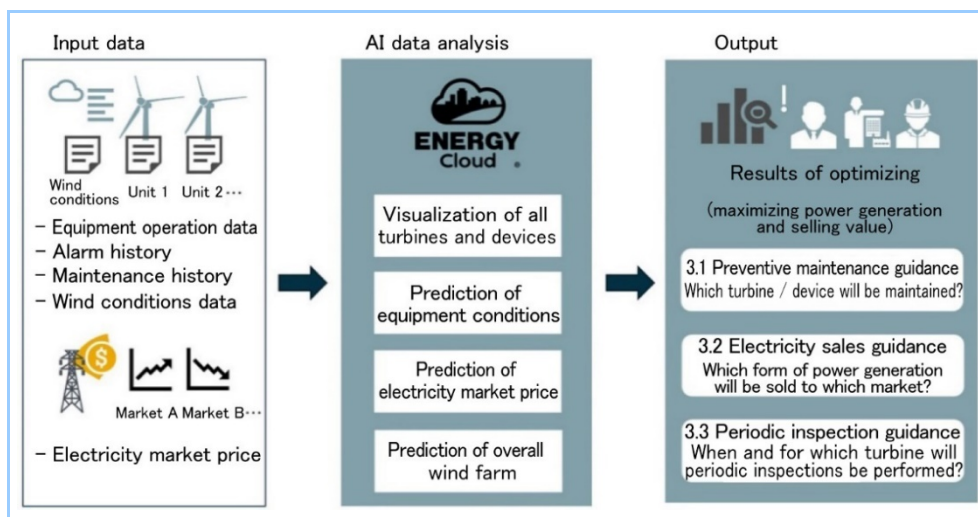 Input data
Wind
conditions
Unit 1
Unit 2…
– Equipment operation data
– Alarm history
– Maintenance history
– Wind conditions data
$
Market A Market B…
– Electricity market price
AI data analysis
ENERGY
Cloud ®
Visualization of all
turbines and devices
Prediction of
equipment conditions
Prediction of
electricity market price
Prediction of overall
wind farm
Output
!
Results of optimizing
(maximizing power generation
and selling value)
3.1 Preventive maintenance guidance
Which turbine / device will be maintained?
3.2 Electricity sales guidance
Which form of power generation
will be sold to which market?
3.3 Periodic inspection guidance
When and for which turbine will
periodic inspections be performed?